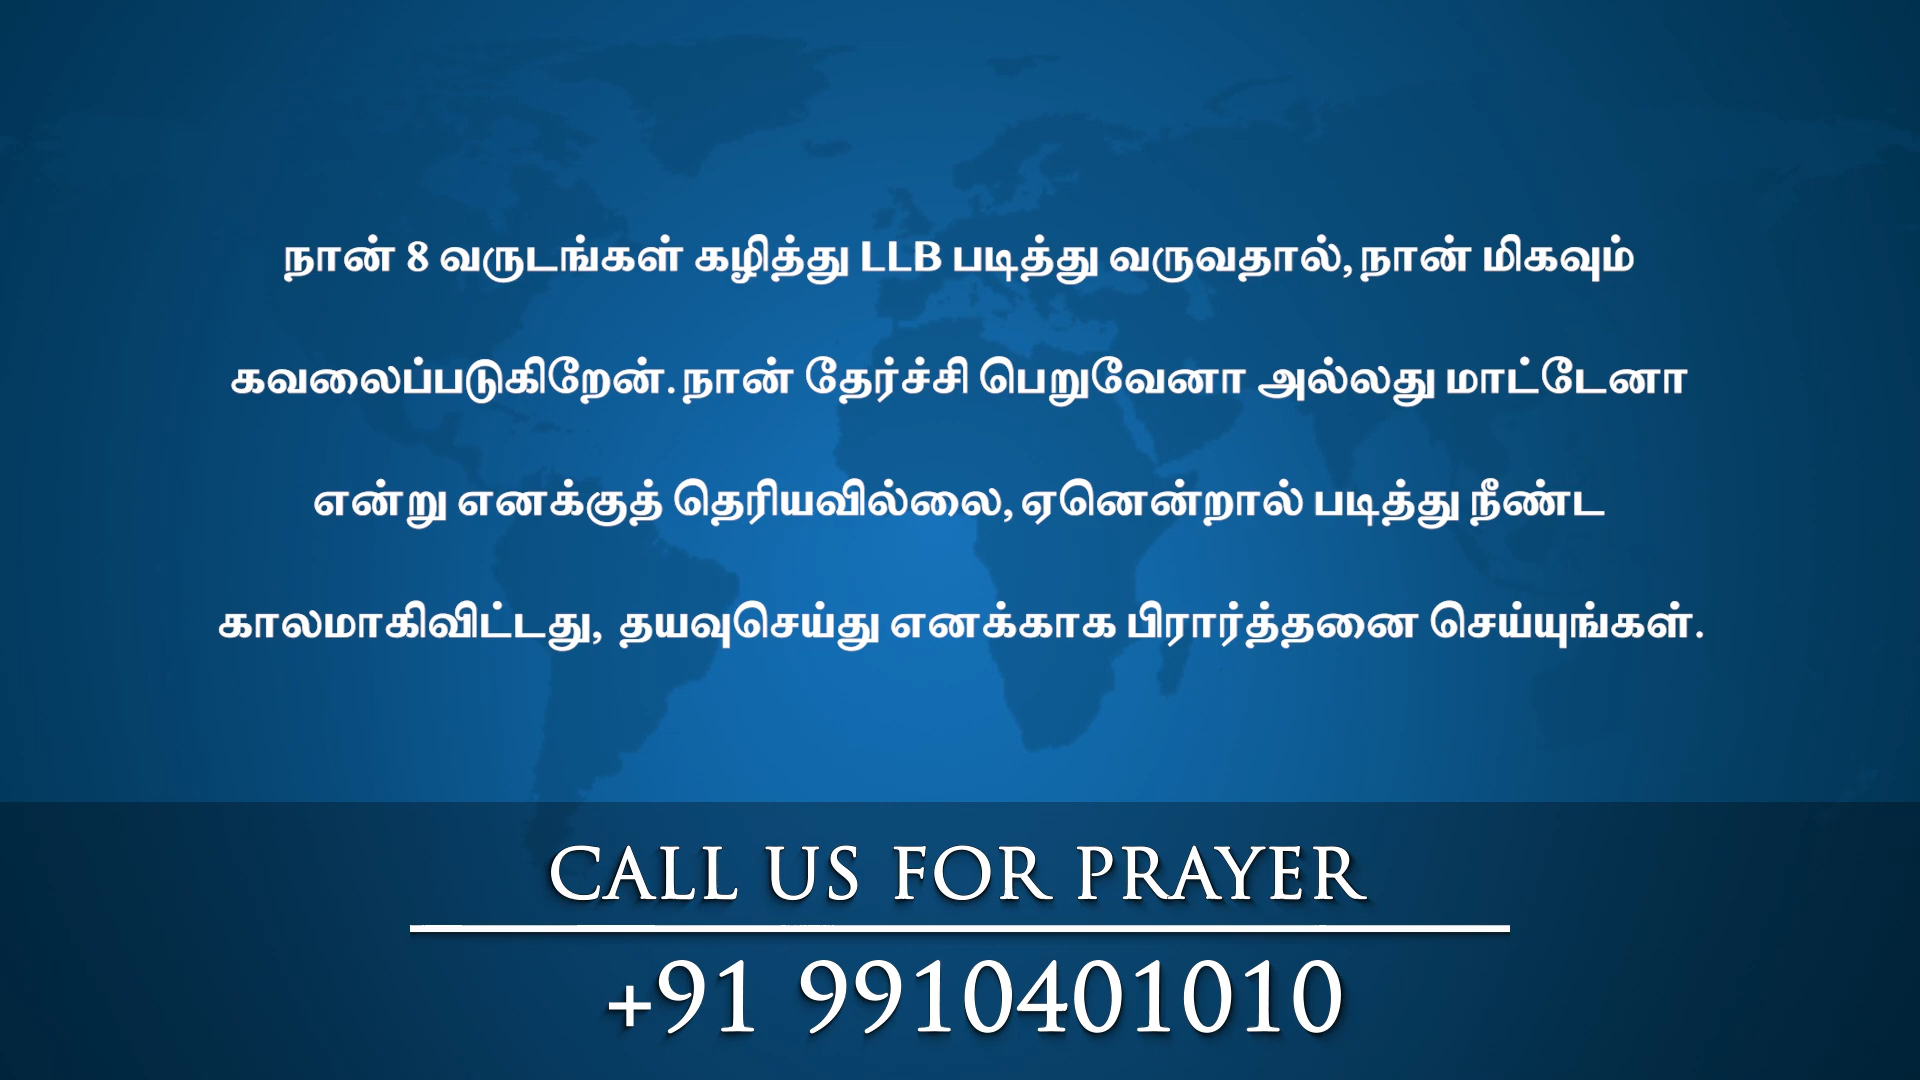 நான் 8 வருடங்கள் கழித்து LLB படித்து வருவதால், நான் மிகவும்
கவலைப்படுகிறேன். நான் தேர்ச்சி பெறுவேனா அல்லது மாட்டேனா
என்று எனக்குத் தெரியவில்லை, ஏனென்றால் படித்து நீண்ட
காலமாகிவிட்டது, தயவுசெய்து எனக்காக பிரார்த்தனை செய்யுங்கள்.
CALL US FOR PRAYER
+91 9910401010